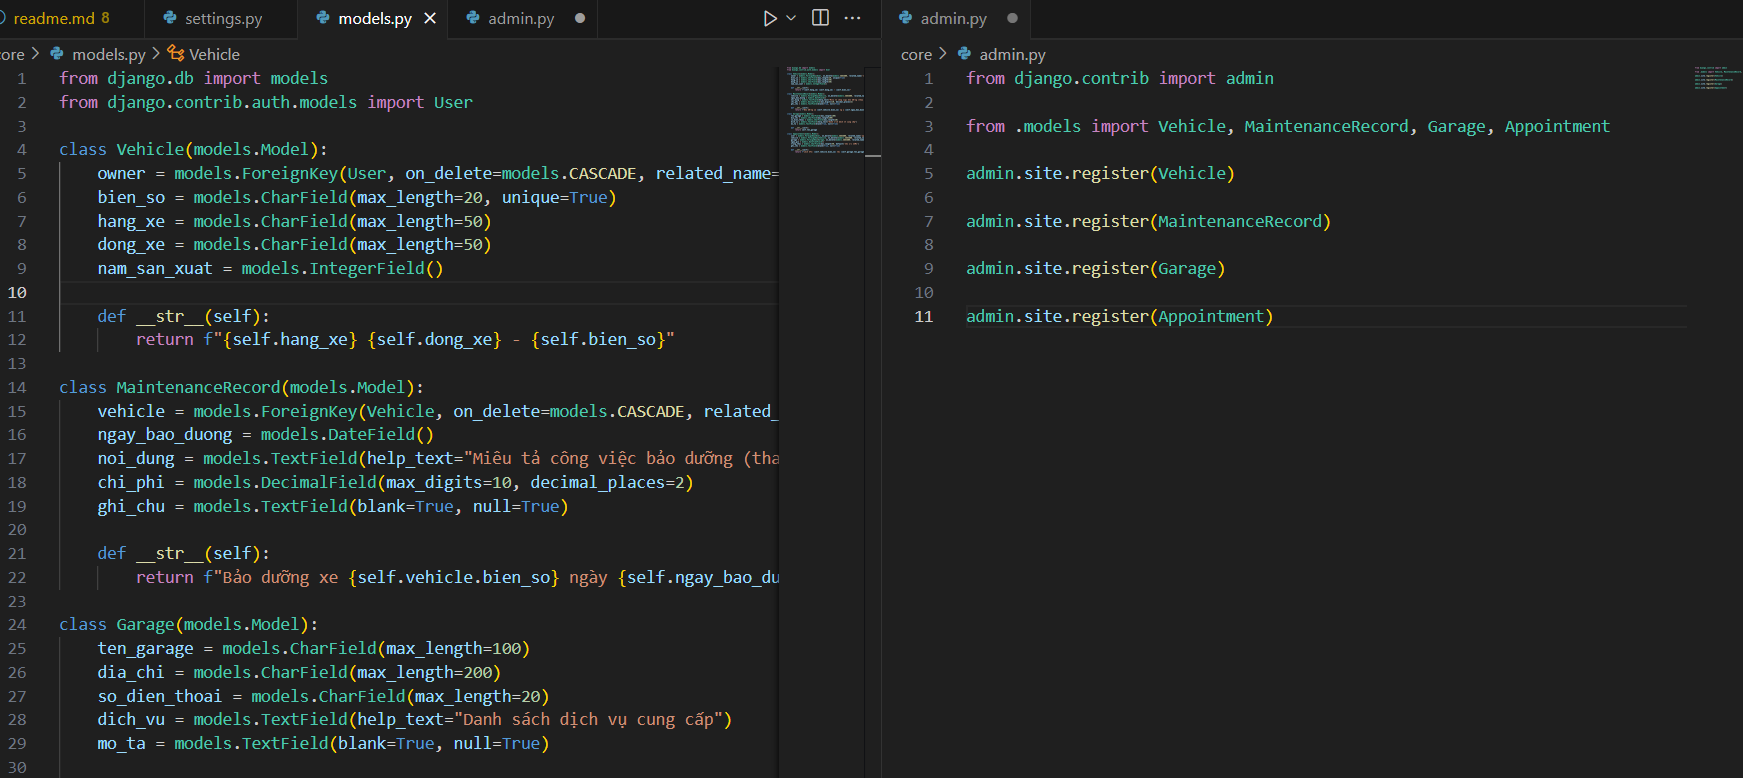 readme.md 8
settings.py
models.py
admin.py
core > models.py > Vehicle
1 from django.db import models
2 from django.contrib.auth.models import User
3
4 class Vehicle(models.Model):
5 owner = models.ForeignKey(User, on_delete=models.CASCADE, related_name=
6 bien_so = models.CharField(max_length=20, unique=True)
7 hang_xe = models.CharField(max_length=50)
8 dong_xe = models.CharField(max_length=50)
9 nam_san_xuat = models.IntegerField()
10
11 def __str__(self):
12 return f"{self.hang_xe} {self.dong_xe} - {self.bien_so}"
13
14 class MaintenanceRecord(models.Model):
15 vehicle = models.ForeignKey(Vehicle, on_delete=models.CASCADE, related_
16 ngay_bao_duong = models.DateField()
17 noi_dung = models.TextField(help_text="Miêu tả công việc bảo dưỡng (tha
18 chi_phi = models.DecimalField(max_digits=10, decimal_places=2)
19 ghi_chu = models.TextField(blank=True, null=True)
20
21 def __str__(self):
22 return f"Bảo dưỡng xe {self.vehicle.bien_so} ngày {self.ngay_bao_du
23
24 class Garage(models.Model):
25 ten_garage = models.CharField(max_length=100)
26 dia_chi = models.CharField(max_length=200)
27 so_dien_thoai = models.CharField(max_length=20)
28 dich_vu = models.TextField(help_text="Danh sách dịch vụ cung cấp")
29 mo_ta = models.TextField(blank=True, null=True)
30
admin.py
core > admin.py
1 from django.contrib import admin
2
3 from .models import Vehicle, MaintenanceRecord, Garage, Appointment
4
5 admin.site.register(Vehicle)
6
7 admin.site.register(MaintenanceRecord)
8
9 admin.site.register(Garage)
10
11 admin.site.register(Appointment)